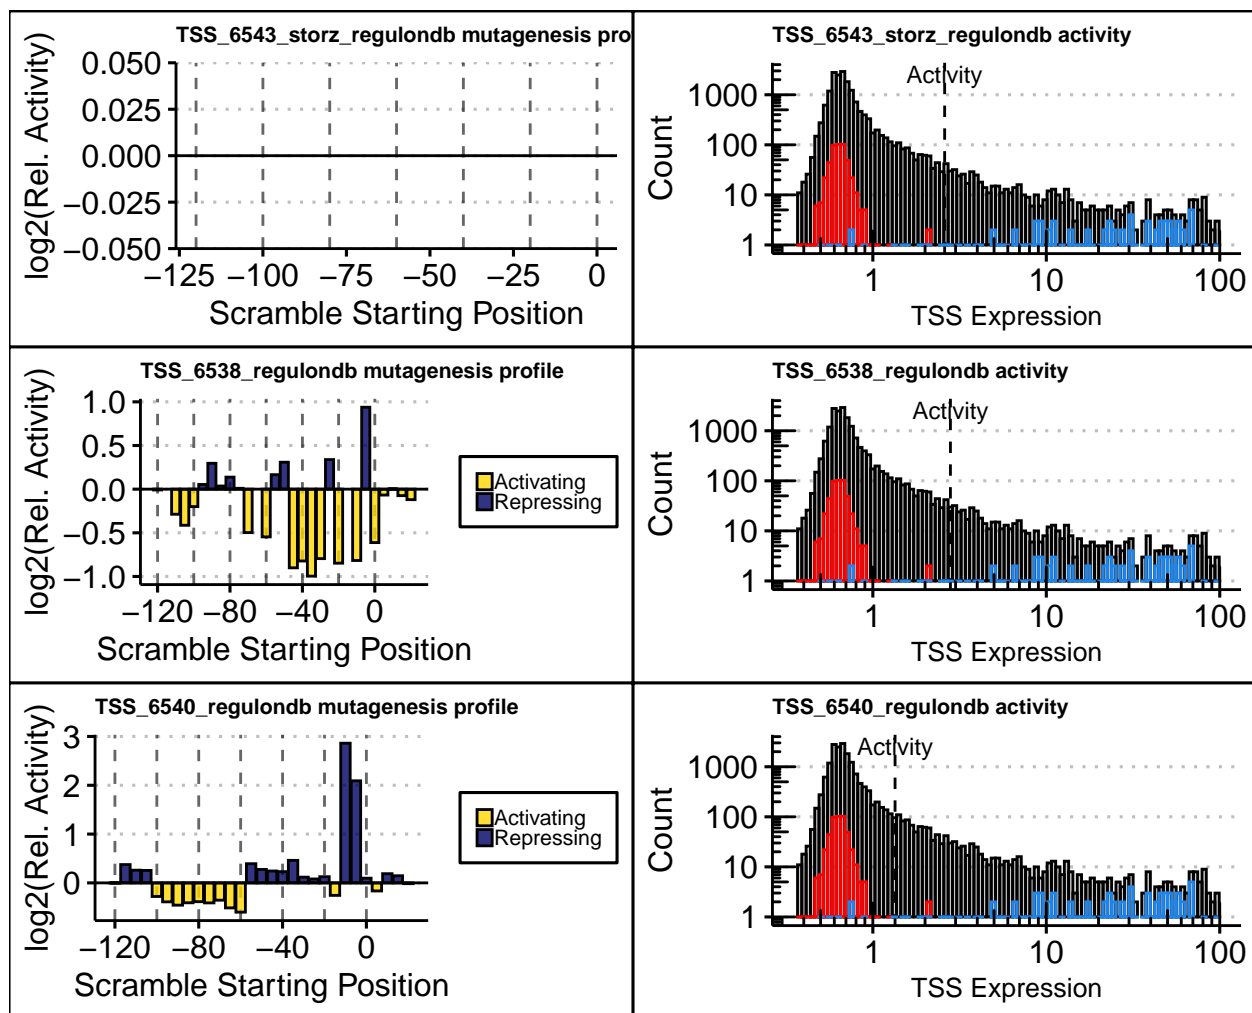 TSS_6543_storz_regulondb mutagenesis pro
log2(Rel. Activity)
0.050
0.025
0.000
−0.025
−0.050
−125 −100 −75 −50 −25 0
Scramble Starting Position
TSS_6543_storz_regulondb activity
Activity
Count
1000
100
10
1
1 10 100
TSS Expression
TSS_6538_regulondb mutagenesis profile
log2(Rel. Activity)
1.0
0.5
0.0
−0.5
−1.0
−120 −80 −40 0
Scramble Starting Position
Activating
Repressing
TSS_6538_regulondb activity
Activity
Count
1000
100
10
1
1 10 100
TSS Expression
TSS_6540_regulondb mutagenesis profile
log2(Rel. Activity)
3
2
1
0
−120 −80 −40 0
Scramble Starting Position
Activating
Repressing
TSS_6540_regulondb activity
Activity
Count
1000
100
10
1
1 10 100
TSS Expression